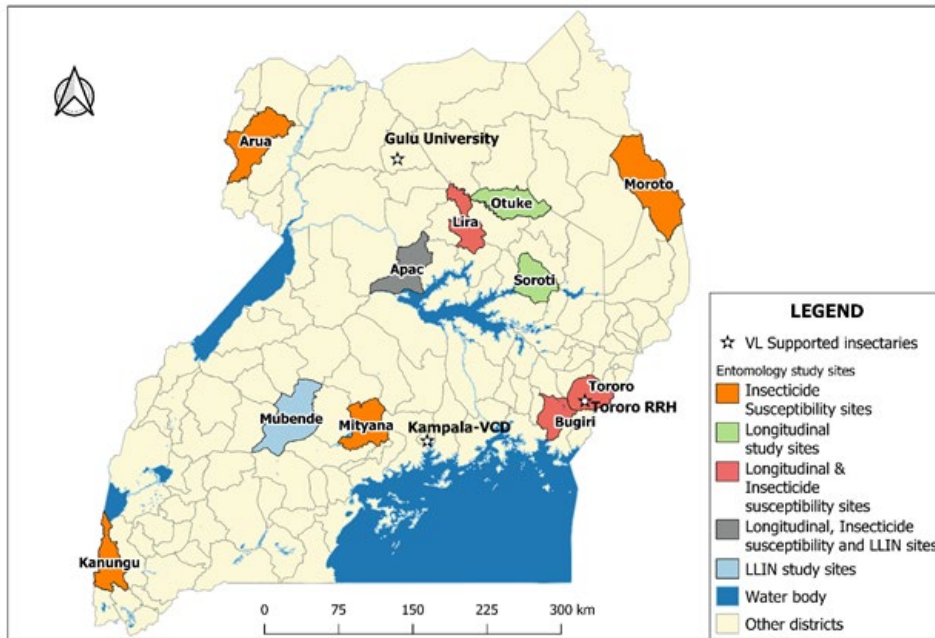 Arua
Gulu University
Moroto
Otuke
Lira
Apac
Soroti
Tororo
Tororo RRH
Bugiri
Mubende
Mityana
Kampala-VCD
Kanungu
0 75 150 225 300 km
LEGEND
VL Supported insectaries
Entomology study sites
Insecticide
Susceptibility sites
Longitudinal
study sites
Longitudinal &
Insecticide
susceptibility sites
Longitudinal, Insecticide
susceptibility and LLIN sites
LLIN study sites
Water body
Other districts